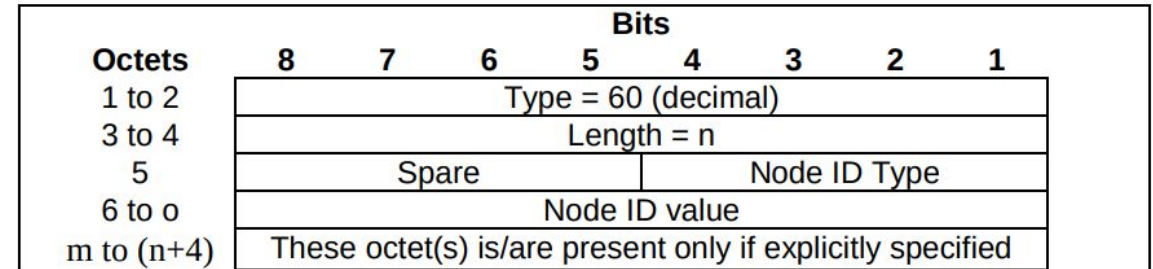 Bits
Octets 8 7 6 5 4 3 2 1
1 to 2 Type = 60 (decimal)
3 to 4 Length = n
5 Spare Node ID Type
6 to o Node ID value
m to (n+4) These octet(s) is/are present only if explicitly specified